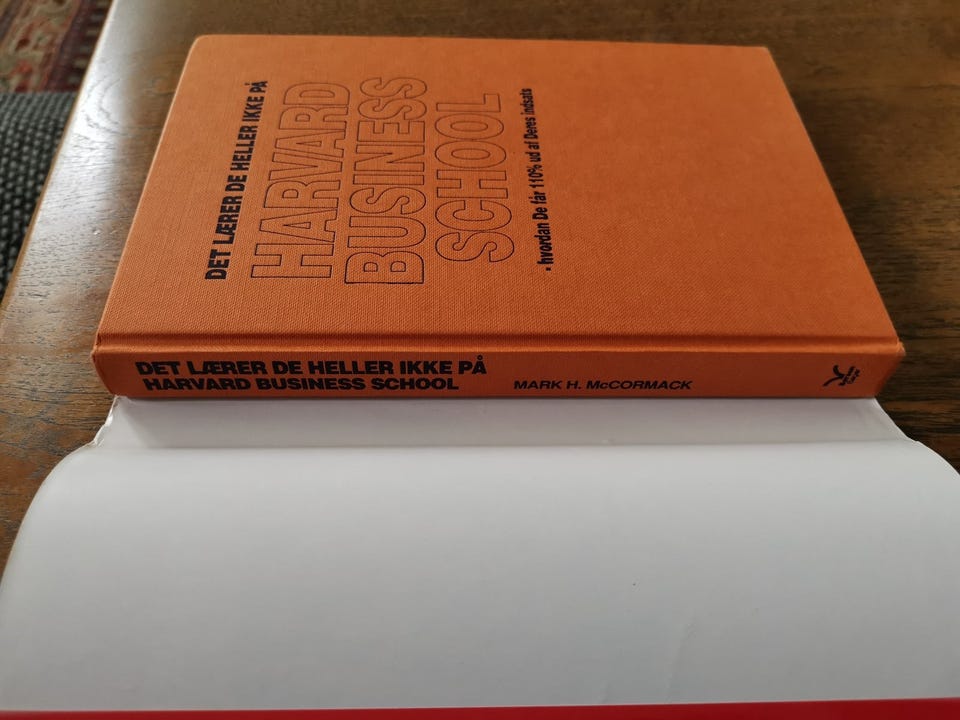 DET LÆRER DE HELLER IKKE PÅ
HARVARD
BUSINESS
SCHOOL
- hvordan De får 110% ud af Deres indsats
DET LÆRER DE HELLER IKKE PÅ
HARVARD BUSINESS SCHOOL
MARK H. McCORMACK